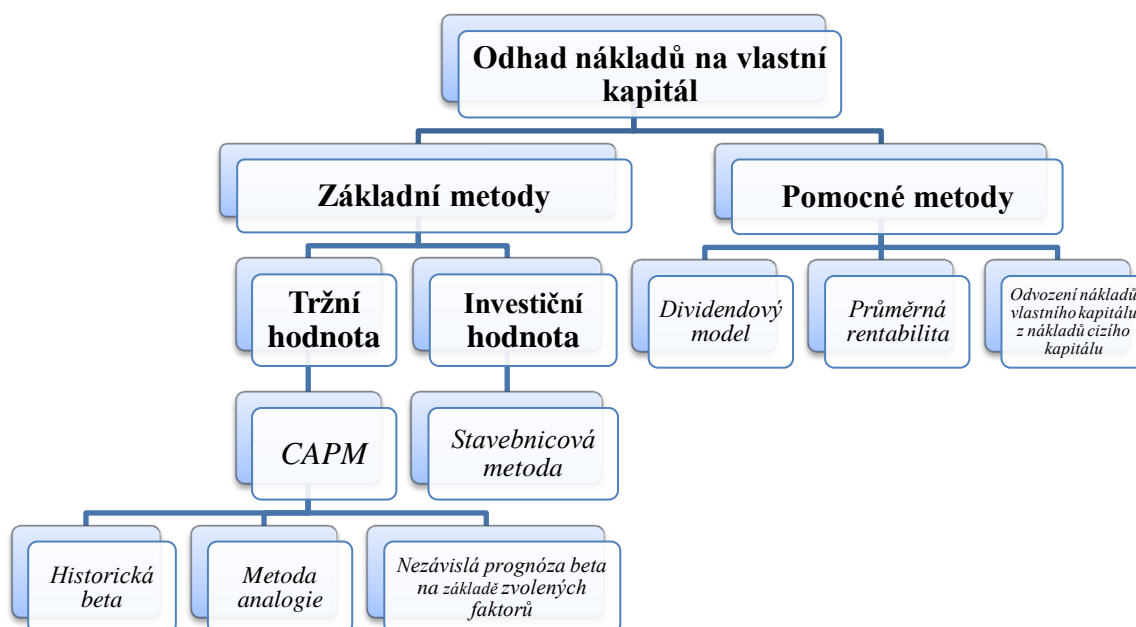 Odhad nákladů na vlastní
kapitál
Základní metody
Pomocné metody
Tržní
hodnota
Investiční
hodnota
Dividendový
model
Průměrná
rentabilita
Odvození nákladů
vlastního kapitálu
z nákladů cizího
kapitálu
CAPM
Stavebnicová
metoda
Historická
beta
Metoda
analogie
Nezávislá prognóza beta
na základě zvolených
faktorů